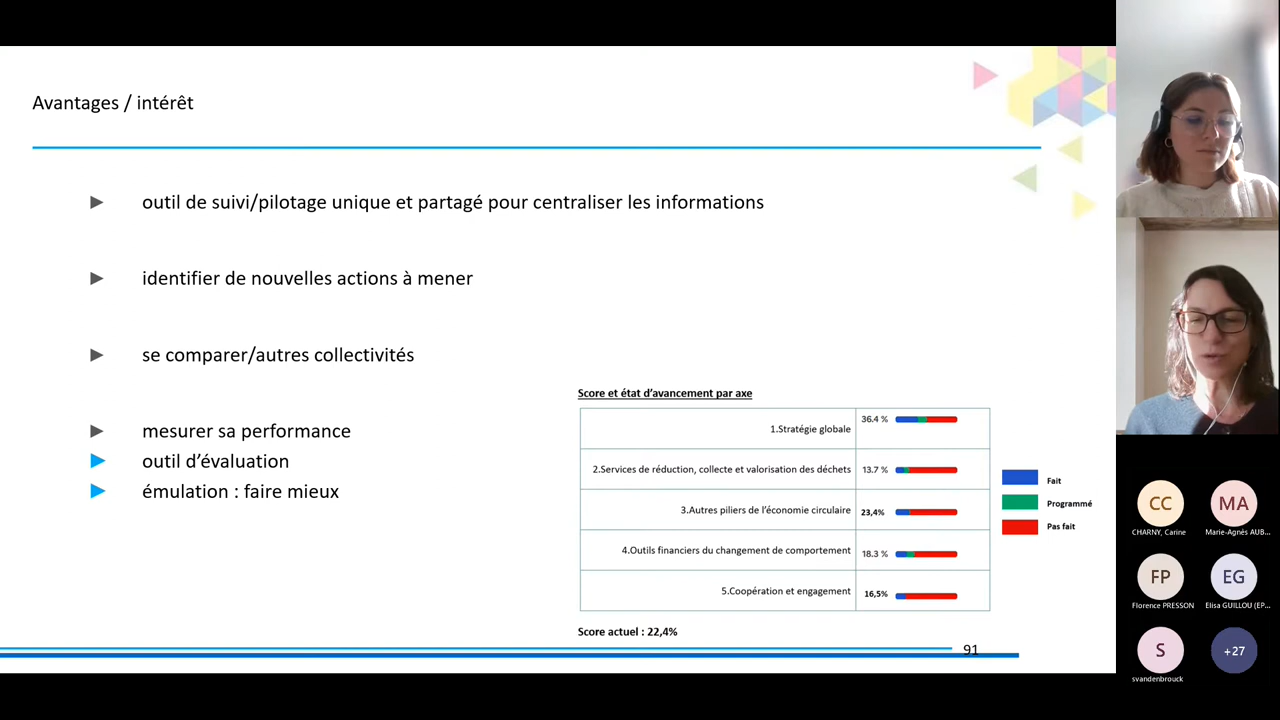 Avantages / intérêt
► outil de suivi/pilotage unique et partagé pour centraliser les informations
► identifier de nouvelles actions à mener
► se comparer/autres collectivités
► mesurer sa performance
► outil d'évaluation
► émulation : faire mieux
Score et état d'avancement par axe
1.Stratégie globale 36.4 %
2.Services de réduction, collecte et valorisation des déchets 13.7 %
3.Autres piliers de l'économie circulaire 23,4%
4.Outils financiers du changement de comportement 18.3 %
5.Coopération et engagement 16,5%
Fait
Programmé
Pas fait
Score actuel : 22,4%
91
CC
CHARNY, Carine
MA
Marie-Agnès AUB...
FP
Florence PRESSON
EG
Elisa GUILLOU (EP...
S
svandenbrouck
+27